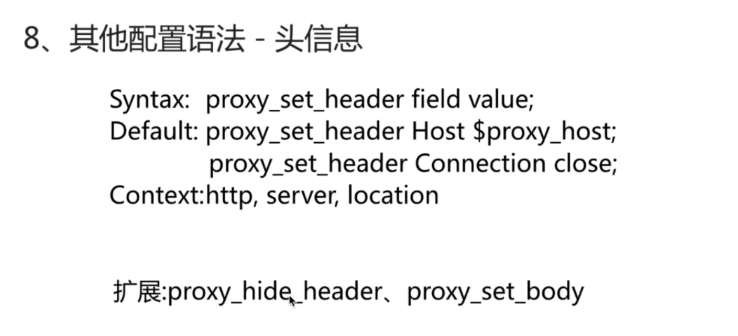 8、其他配置语法 - 头信息
Syntax: proxy_set_header field value;
Default: proxy_set_header Host $proxy_host;
proxy_set_header Connection close;
Context:http, server, location
扩展:proxy_hide_header、proxy_set_body